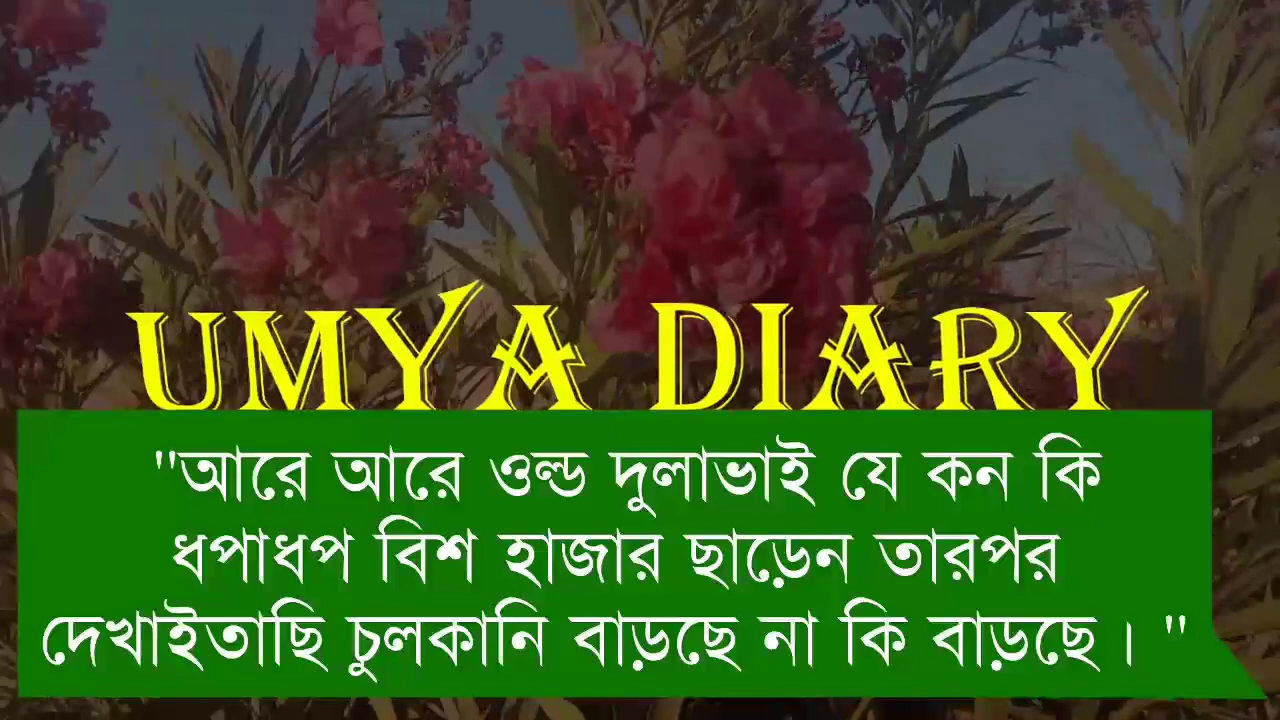 UMYA DIARY
"আরে আরে ওল্ড দুলাভাই যে কন কি
ধপাধপ বিশ হাজার ছাড়েন তারপর
দেখাইতাছি চুলকানি বাড়ছে না কি বাড়ছে। "